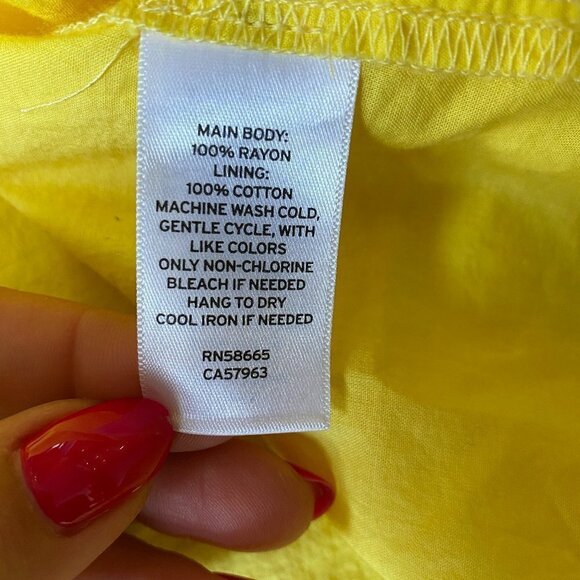 MAIN BODY:
100% RAYON
LINING:
100% COTTON
MACHINE WASH COLD,
GENTLE CYCLE, WITH
LIKE COLORS
ONLY NON-CHLORINE
BLEACH IF NEEDED
HANG TO DRY
COOL IRON IF NEEDED
RN58665
CA57963